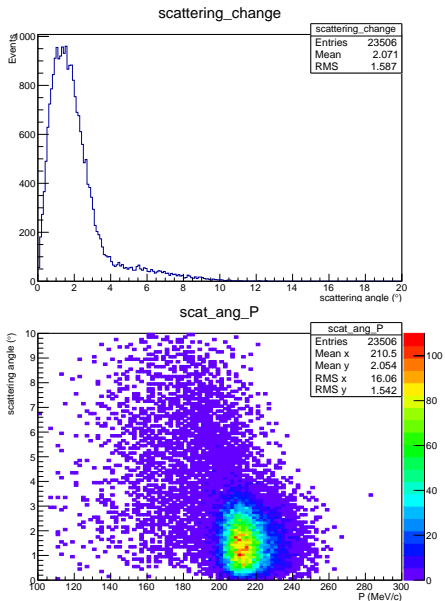 scattering_change
Events
scattering_change
Entries 23506
Mean 2.071
RMS 1.587
1000
800
600
400
200
0
0 2 4 6 8 10 12 14 16 18 20
scattering angle (°)
scat_ang_P
scattering angle (°)
scat_ang_P
Entries 23506
Mean x 210.5
Mean y 2.054
RMS x 16.06
RMS y 1.542
10
9
8
7
6
5
4
3
2
1
0
100 120 140 160 180 200 220 240 260 280 300
P (MeV/c)
100
80
60
40
20
0